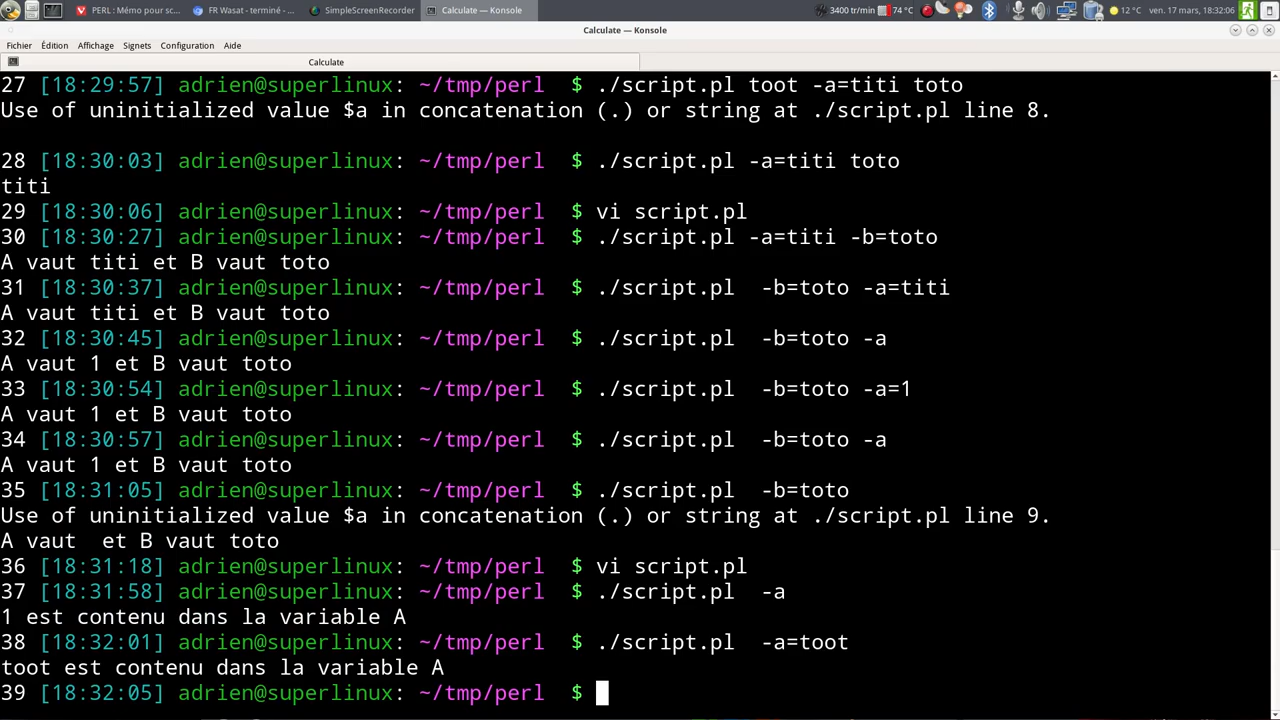 PERL : Mémo pour sc...
FR Wasat - terminé - ...
SimpleScreenRecorder
Calculate — Konsole
3400 tr/min
74 °C
12 °C
ven. 17 mars, 18:32:06
Calculate — Konsole
Fichier Édition Affichage Signets Configuration Aide
Calculate
27 [18:29:57] adrien@superlinux: ~/tmp/perl $ ./script.pl toot -a=titi toto
Use of uninitialized value $a in concatenation (.) or string at ./script.pl line 8.
28 [18:30:03] adrien@superlinux: ~/tmp/perl $ ./script.pl -a=titi toto
titi
29 [18:30:06] adrien@superlinux: ~/tmp/perl $ vi script.pl
30 [18:30:27] adrien@superlinux: ~/tmp/perl $ ./script.pl -a=titi -b=toto
A vaut titi et B vaut toto
31 [18:30:37] adrien@superlinux: ~/tmp/perl $ ./script.pl -b=toto -a=titi
A vaut titi et B vaut toto
32 [18:30:45] adrien@superlinux: ~/tmp/perl $ ./script.pl -b=toto -a
A vaut 1 et B vaut toto
33 [18:30:54] adrien@superlinux: ~/tmp/perl $ ./script.pl -b=toto -a=1
A vaut 1 et B vaut toto
34 [18:30:57] adrien@superlinux: ~/tmp/perl $ ./script.pl -b=toto -a
A vaut 1 et B vaut toto
35 [18:31:05] adrien@superlinux: ~/tmp/perl $ ./script.pl -b=toto
Use of uninitialized value $a in concatenation (.) or string at ./script.pl line 9.
A vaut  et B vaut toto
36 [18:31:18] adrien@superlinux: ~/tmp/perl $ vi script.pl
37 [18:31:58] adrien@superlinux: ~/tmp/perl $ ./script.pl -a
1 est contenu dans la variable A
38 [18:32:01] adrien@superlinux: ~/tmp/perl $ ./script.pl -a=toot
toot est contenu dans la variable A
39 [18:32:05] adrien@superlinux: ~/tmp/perl $